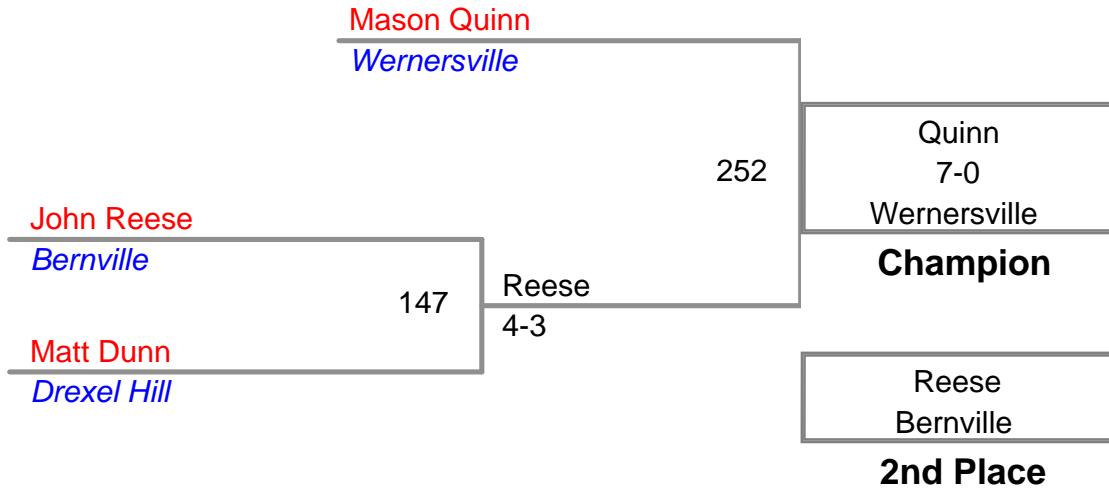 Mason Quinn
Wernersville
252
Quinn
7-0
Wernersville
Champion
John Reese
Bernville
147
Reese
4-3
Matt Dunn
Drexel Hill
Reese
Bernville
2nd Place